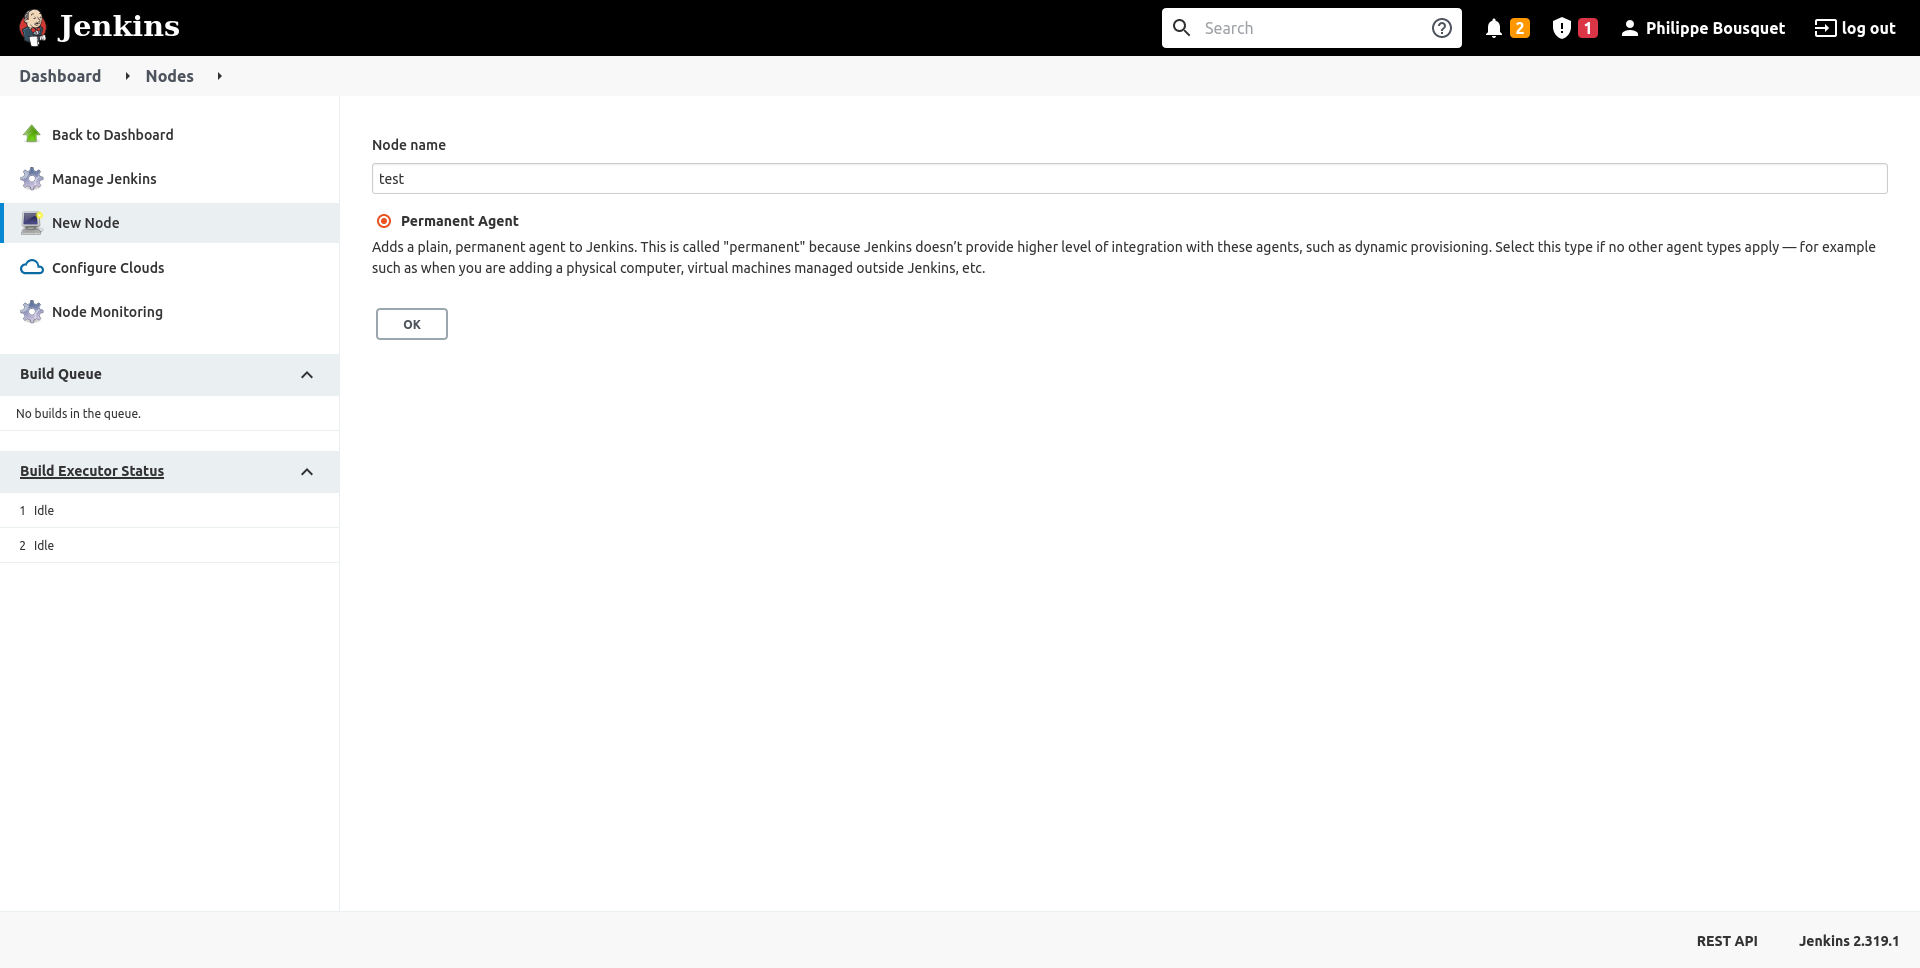 Jenkins
Search
2
1
Philippe Bousquet
log out
Dashboard
Nodes
Back to Dashboard
Manage Jenkins
New Node
Configure Clouds
Node Monitoring
Build Queue
No builds in the queue.
Build Executor Status
1 Idle
2 Idle
Node name
test
Permanent Agent
Adds a plain, permanent agent to Jenkins. This is called "permanent" because Jenkins doesn’t provide higher level of integration with these agents, such as dynamic provisioning. Select this type if no other agent types apply — for example
such as when you are adding a physical computer, virtual machines managed outside Jenkins, etc.
OK
REST API
Jenkins 2.319.1